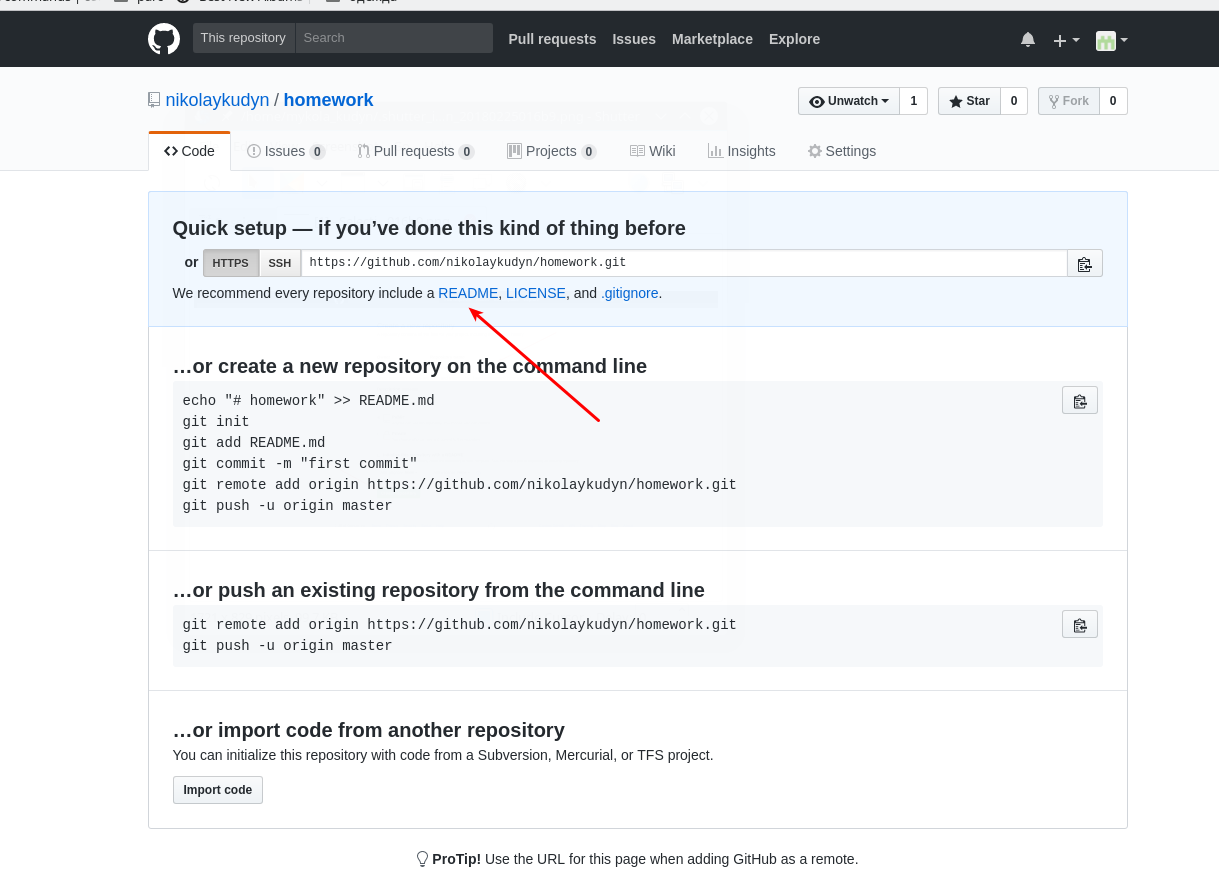 This repository Search Pull requests Issues Marketplace Explore
nikolaykudyn / homework Unwatch 1 Star 0 Fork 0
Code Issues 0 Pull requests 0 Projects 0 Wiki Insights Settings
Quick setup — if you’ve done this kind of thing before
or HTTPS SSH https://github.com/nikolaykudyn/homework.git
We recommend every repository include a README, LICENSE, and .gitignore.
…or create a new repository on the command line
echo "# homework" >> README.md
git init
git add README.md
git commit -m "first commit"
git remote add origin https://github.com/nikolaykudyn/homework.git
git push -u origin master
…or push an existing repository from the command line
git remote add origin https://github.com/nikolaykudyn/homework.git
git push -u origin master
…or import code from another repository
You can initialize this repository with code from a Subversion, Mercurial, or TFS project.
Import code
ProTip! Use the URL for this page when adding GitHub as a remote.